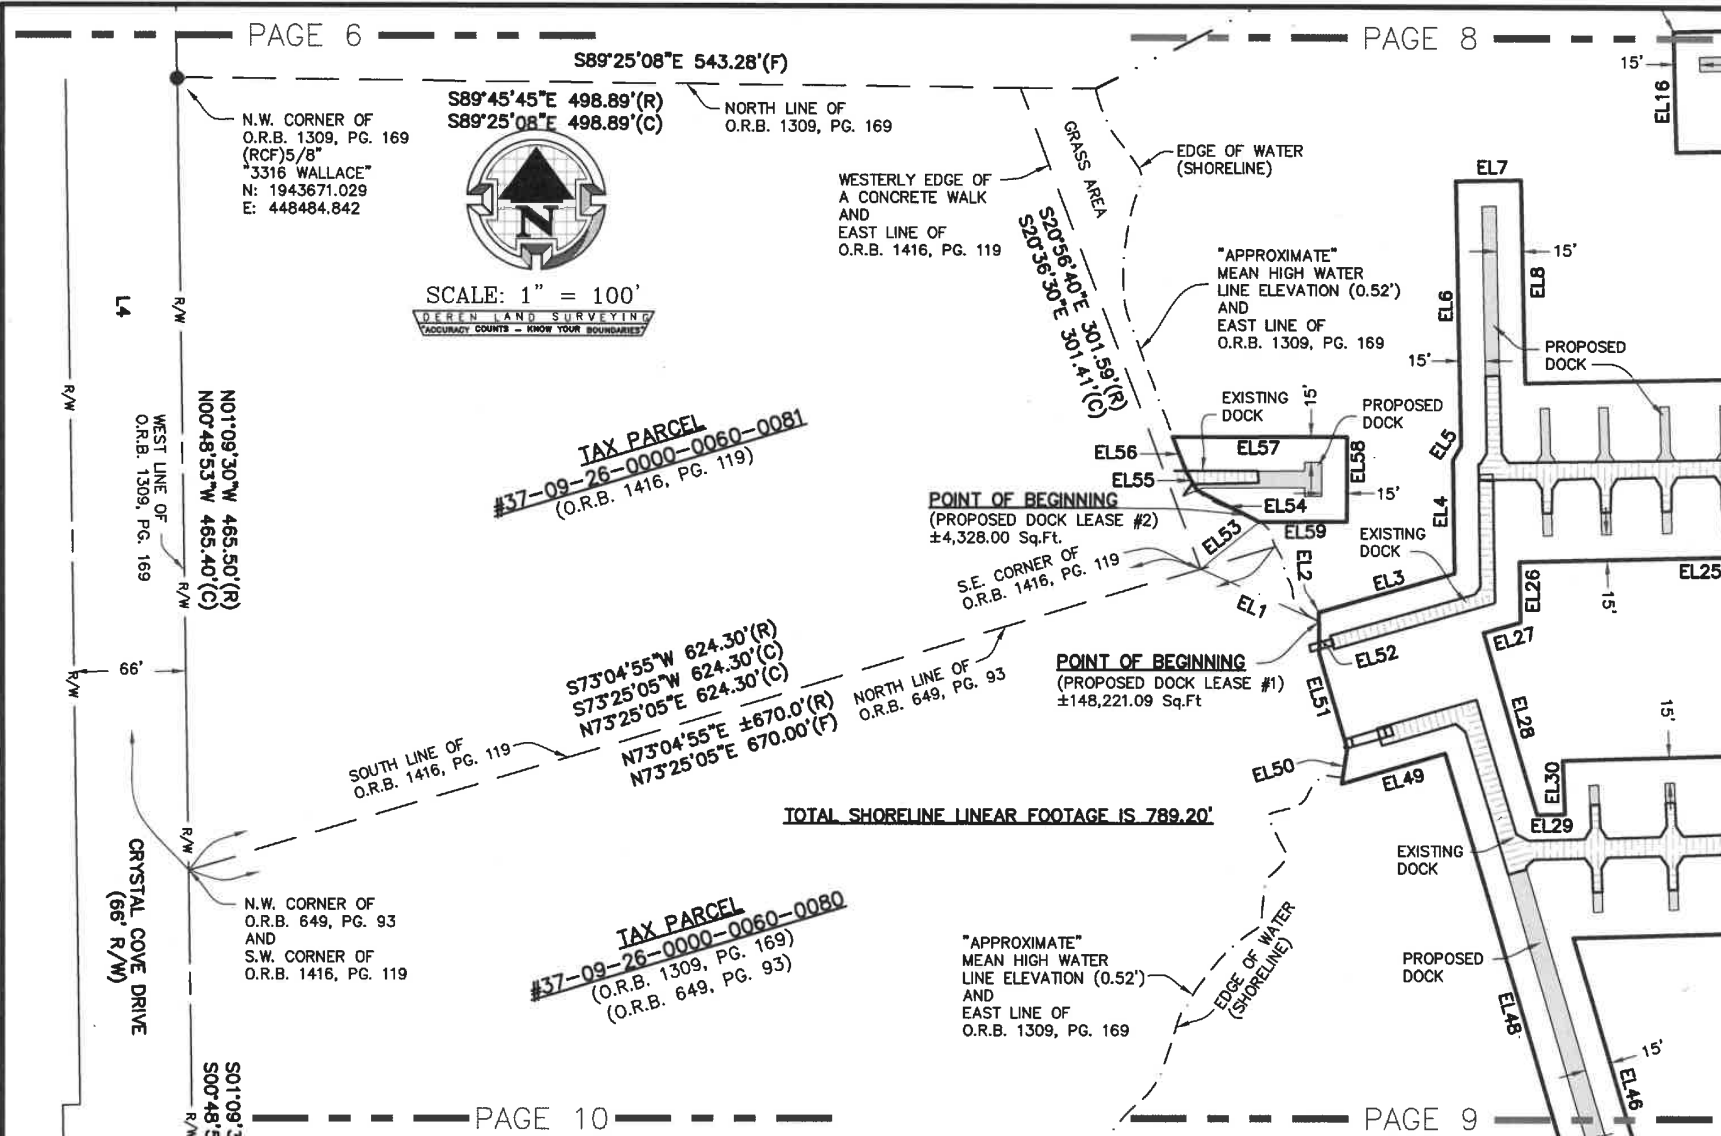 PAGE 6
PAGE 8
S89°25'08"E 543.28'(F)
S89°45'45"E 498.89'(R)
S89°25'08"E 498.89'(C)
N.W. CORNER OF
O.R.B. 1309, PG. 169
(RCF)5/8"
"3316 WALLACE"
N: 1943671.029
E: 448484.842
NORTH LINE OF
O.R.B. 1309, PG. 169
N
SCALE: 1" = 100'
DEREN LAND SURVEYING
"ACCURACY COUNTS - KNOW YOUR BOUNDARIES"
WESTERLY EDGE OF
A CONCRETE WALK
AND
EAST LINE OF
O.R.B. 1416, PG. 119
GRASS AREA
EDGE OF WATER
(SHORELINE)
S20°56'40"E 301.59'(R)
S20°36'30"E 301.41'(C)
"APPROXIMATE"
MEAN HIGH WATER
LINE ELEVATION (0.52')
AND
EAST LINE OF
O.R.B. 1309, PG. 169
15'
EL16
EL7
15'
EL6
EL8
15'
PROPOSED
DOCK
L4
R/W
R/W
N01°09'30"W 465.50'(R)
N00°48'53"W 465.40'(C)
WEST LINE OF
O.R.B. 1309, PG. 169
R/W
R/W
66'
TAX PARCEL
#37-09-26-0000-0060-0081
(O.R.B. 1416, PG. 119)
EXISTING
DOCK
15'
PROPOSED
DOCK
EL56
EL57
EL58
EL55
EL54
15'
EL5
EL4
POINT OF BEGINNING
(PROPOSED DOCK LEASE #2)
±4,328.00 Sq.Ft.
EL53
EL59
EXISTING
DOCK
S.E. CORNER OF
O.R.B. 1416, PG. 119
EL1
EL2
EL3
EL26
15'
EL25
EL27
EL52
POINT OF BEGINNING
(PROPOSED DOCK LEASE #1)
±148,221.09 Sq.Ft
EL51
EL28
15'
S73°04'55"W 624.30'(R)
S73°25'05"W 624.30'(C)
N73°25'05"E 624.30'(C)
N73°04'55"E ±670.0'(R)
N73°25'05"E 670.00'(F)
NORTH LINE OF
O.R.B. 649, PG. 93
SOUTH LINE OF
O.R.B. 1416, PG. 119
EL50
EL49
EL30
EL29
TOTAL SHORELINE LINEAR FOOTAGE IS 789.20'
R/W
CRYSTAL COVE DRIVE
(66' R/W)
N.W. CORNER OF
O.R.B. 649, PG. 93
AND
S.W. CORNER OF
O.R.B. 1416, PG. 119
TAX PARCEL
#37-09-26-0000-0060-0080
(O.R.B. 1309, PG. 169)
(O.R.B. 649, PG. 93)
EXISTING
DOCK
"APPROXIMATE"
MEAN HIGH WATER
LINE ELEVATION (0.52')
AND
EAST LINE OF
O.R.B. 1309, PG. 169
EDGE OF WATER
(SHORELINE)
PROPOSED
DOCK
EL48
15'
EL46
S01°09'
S00°48'
R/W
PAGE 10
PAGE 9